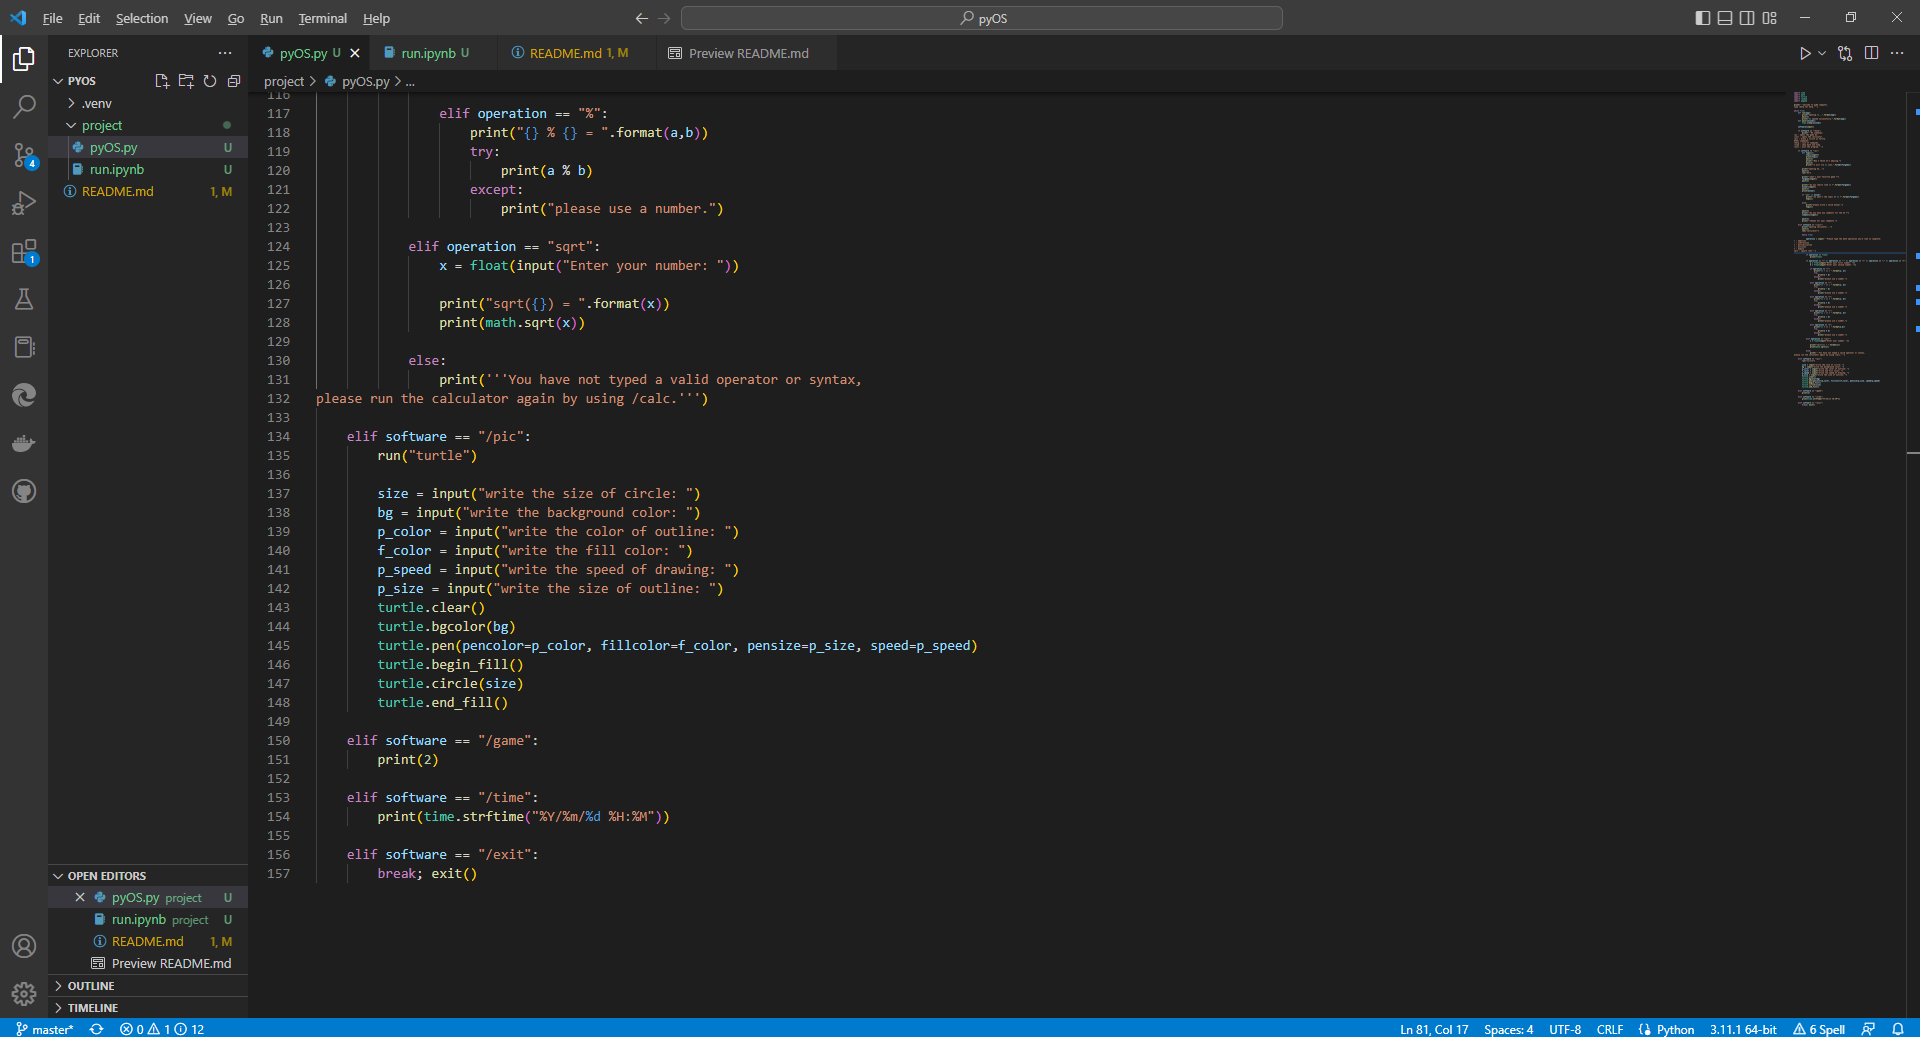 File Edit Selection View Go Run Terminal Help
pyOS
EXPLORER
PYOS
.venv
project
pyOS.py U
run.ipynb U
README.md 1, M
OPEN EDITORS
pyOS.py project U
run.ipynb project U
README.md 1, M
Preview README.md
OUTLINE
TIMELINE
4
1
pyOS.py U
run.ipynb U
README.md 1, M
Preview README.md
project > pyOS.py > ...
116
117 elif operation == "%":
118 print("{} % {} = ".format(a,b))
119 try:
120 print(a % b)
121 except:
122 print("please use a number.")
123
124 elif operation == "sqrt":
125 x = float(input("Enter your number: "))
126
127 print("sqrt({}) = ".format(x))
128 print(math.sqrt(x))
129
130 else:
131 print('''You have not typed a valid operator or syntax,
132 please run the calculator again by using /calc.''')
133
134 elif software == "/pic":
135 run("turtle")
136
137 size = input("write the size of circle: ")
138 bg = input("write the background color: ")
139 p_color = input("write the color of outline: ")
140 f_color = input("write the fill color: ")
141 p_speed = input("write the speed of drawing: ")
142 p_size = input("write the size of outline: ")
143 turtle.clear()
144 turtle.bgcolor(bg)
145 turtle.pen(pencolor=p_color, fillcolor=f_color, pensize=p_size, speed=p_speed)
146 turtle.begin_fill()
147 turtle.circle(size)
148 turtle.end_fill()
149
150 elif software == "/game":
151 print(2)
152
153 elif software == "/time":
154 print(time.strftime("%Y/%m/%d %H:%M"))
155
156 elif software == "/exit":
157 break; exit()
master* 0 1 12
Ln 81, Col 17 Spaces: 4 UTF-8 CRLF Python 3.11.1 64-bit 6 Spell